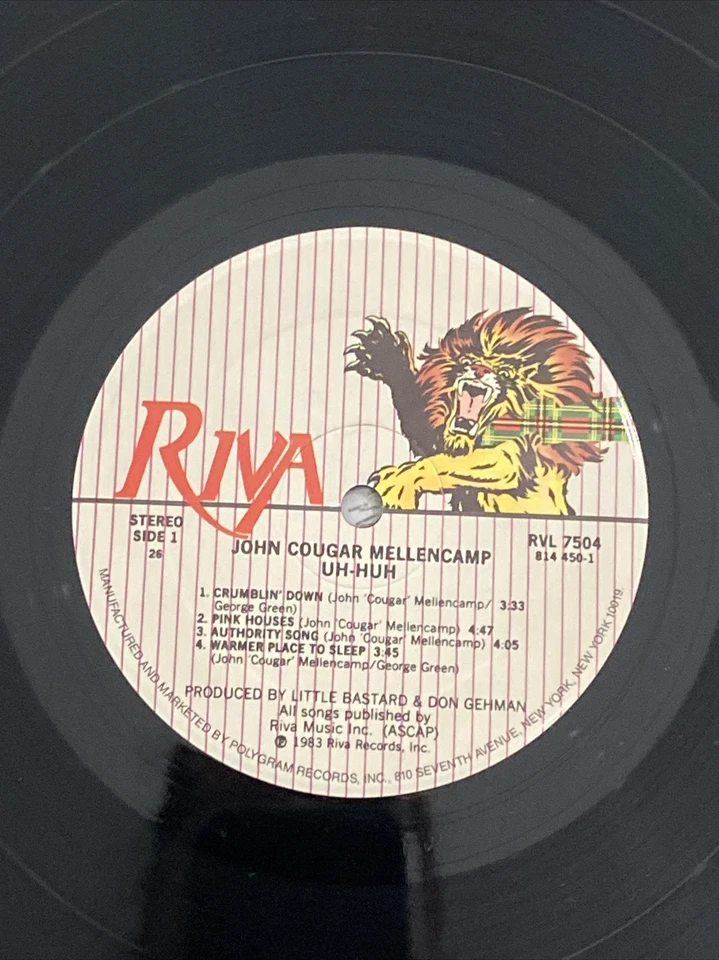 RIVA
STEREO
SIDE 1
26
RVL 7504
814 450-1
JOHN COUGAR MELLENCAMP
UH-HUH
1. CRUMBLIN' DOWN (John 'Cougar' Mellencamp/ 3:33
George Green)
2. PINK HOUSES (John 'Cougar' Mellencamp) 4:47
3. AUTHORITY SONG (John 'Cougar' Mellencamp) 4:05
4. WARMER PLACE TO SLEEP 3:45
(John 'Cougar' Mellencamp/George Green)
PRODUCED BY LITTLE BASTARD & DON GEHMAN
All songs published by
Riva Music Inc. (ASCAP)
℗ 1983 Riva Records, Inc.
MANUFACTURED AND MARKETED BY POLYGRAM RECORDS, INC., 810 SEVENTH AVENUE, NEW YORK, NEW YORK 10019.